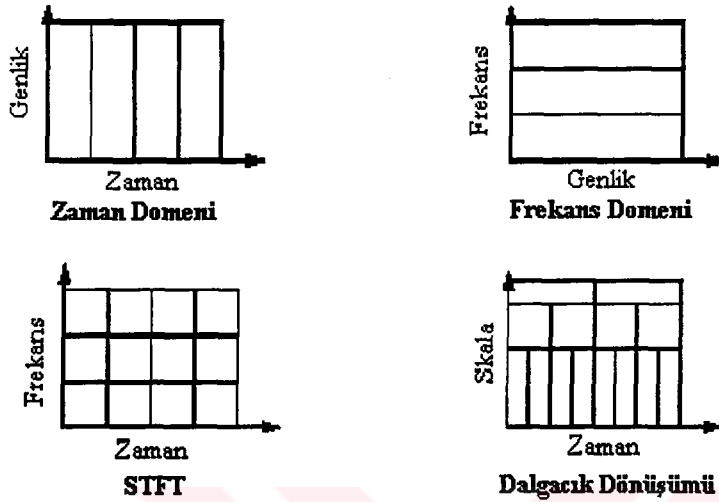 Genlik
Zaman
Zaman Domeni
Frekans
Genlik
Frekans Domeni
Frekans
Zaman
STFT
Skala
Zaman
Dalgacık Dönüşümü